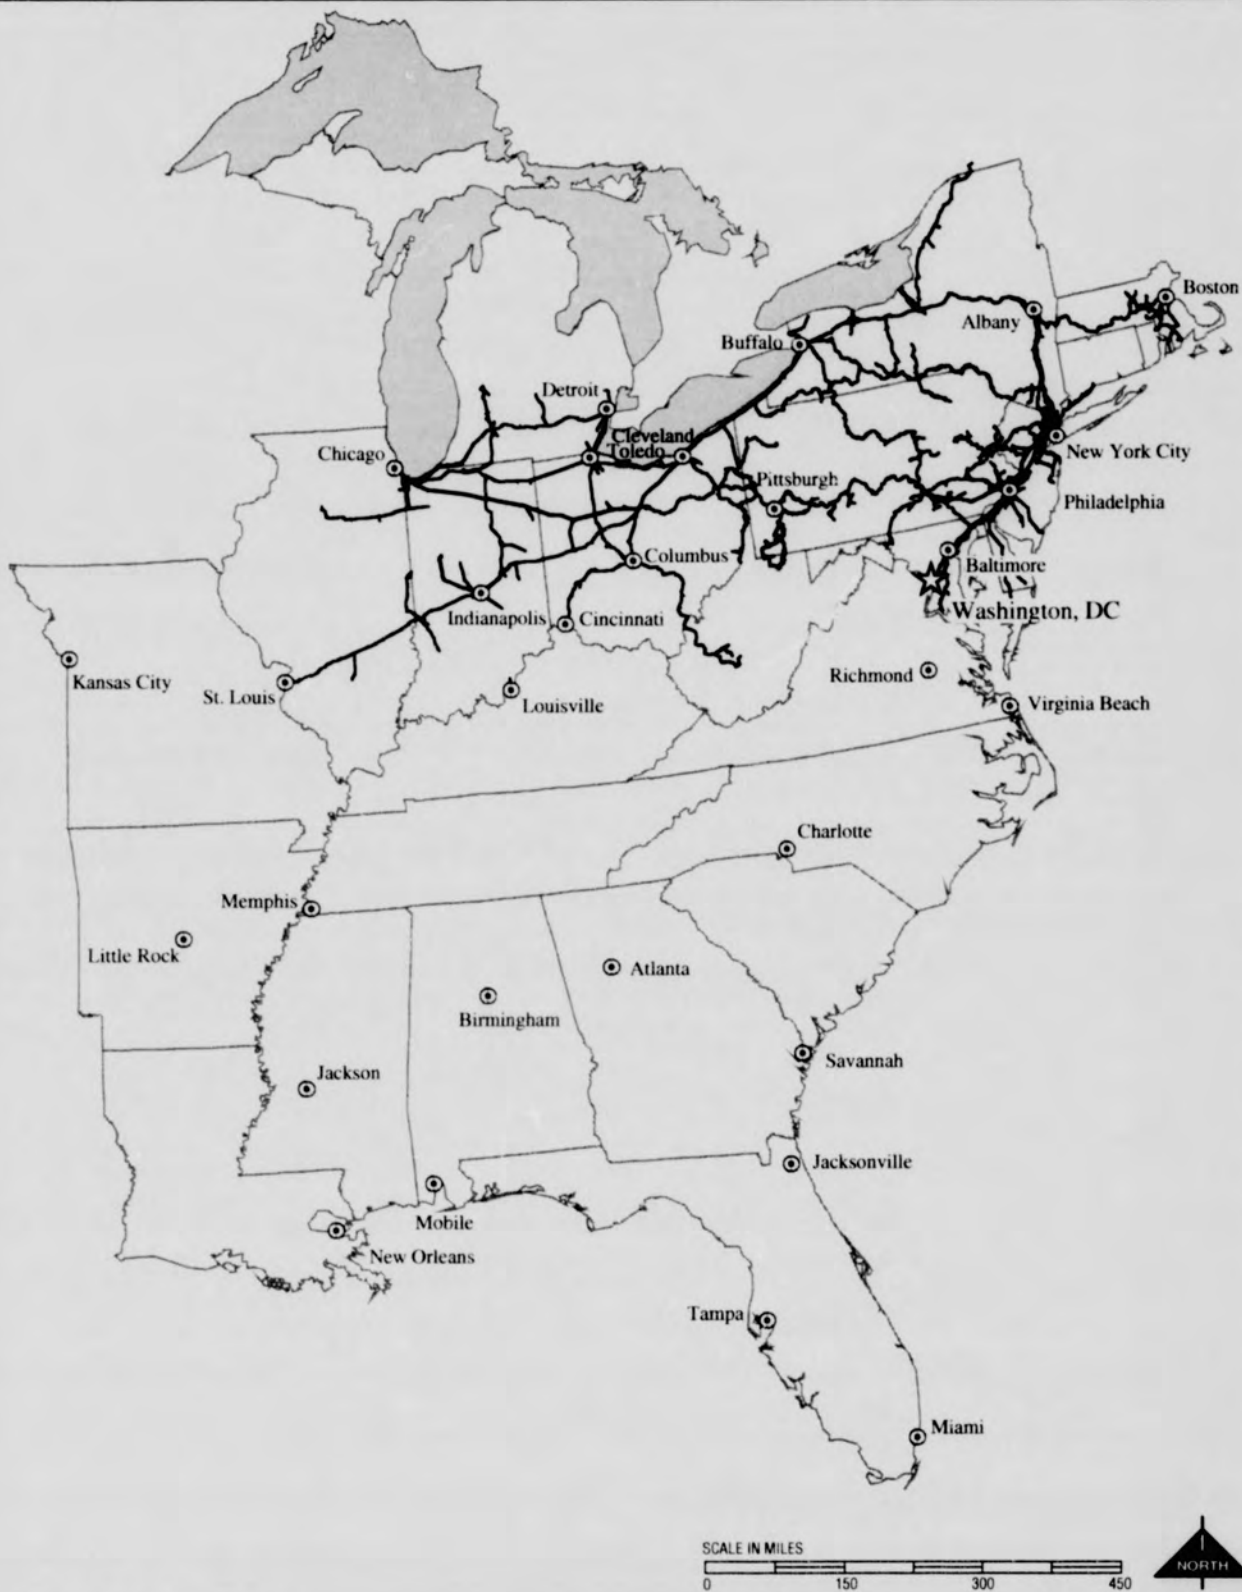 Boston
Albany
Buffalo
Detroit
Cleveland
Chicago
Toledo
New York City
Pittsburgh
Philadelphia
Columbus
Baltimore
Washington, DC
Indianapolis
Cincinnati
Richmond
Kansas City
St. Louis
Louisville
Virginia Beach
Charlotte
Memphis
Little Rock
Atlanta
Birmingham
Savannah
Jackson
Jacksonville
Mobile
New Orleans
Tampa
Miami
SCALE IN MILES
0 150 300 450
NORTH